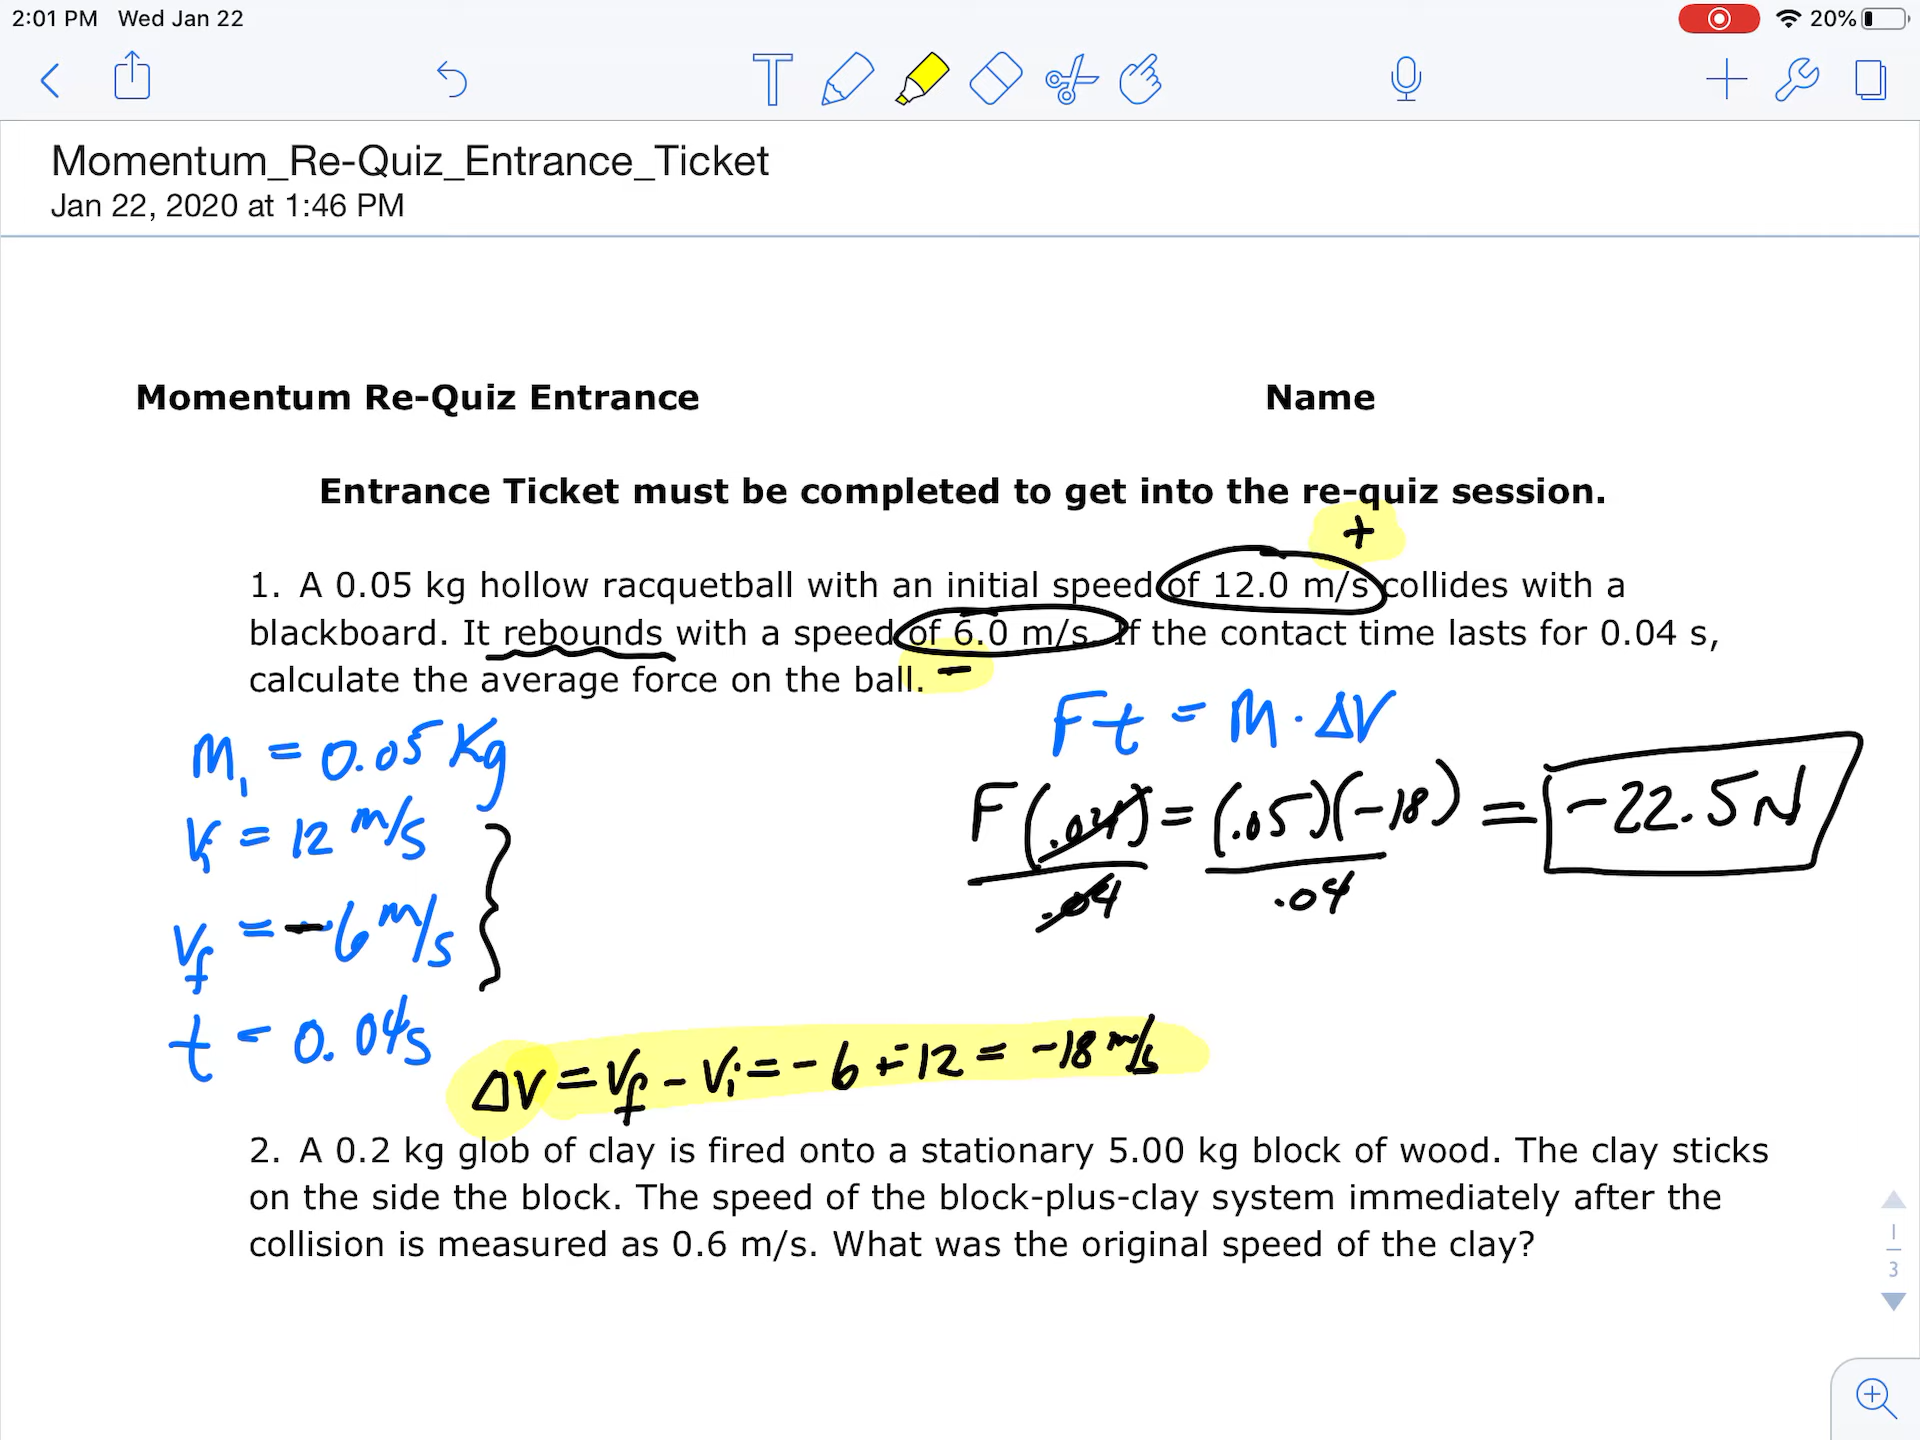 2:01 PM Wed Jan 22 20%
T
Momentum_Re-Quiz_Entrance_Ticket
Jan 22, 2020 at 1:46 PM
Momentum Re-Quiz Entrance Name
Entrance Ticket must be completed to get into the re-quiz session.
+
1. A 0.05 kg hollow racquetball with an initial speed of 12.0 m/s collides with a
blackboard. It rebounds with a speed of 6.0 m/s. If the contact time lasts for 0.04 s,
calculate the average force on the ball. -
Ft = M · ΔV
M₁ = 0.05 Kg
F(.04) = (.05)(-18) = -22.5 N
.04 .04
Vi = 12 m/s
Vf = -6 m/s
t = 0.04s
ΔV = Vf - Vi = -6 + -12 = -18 m/s
2. A 0.2 kg glob of clay is fired onto a stationary 5.00 kg block of wood. The clay sticks
on the side the block. The speed of the block-plus-clay system immediately after the
collision is measured as 0.6 m/s. What was the original speed of the clay?
1
3